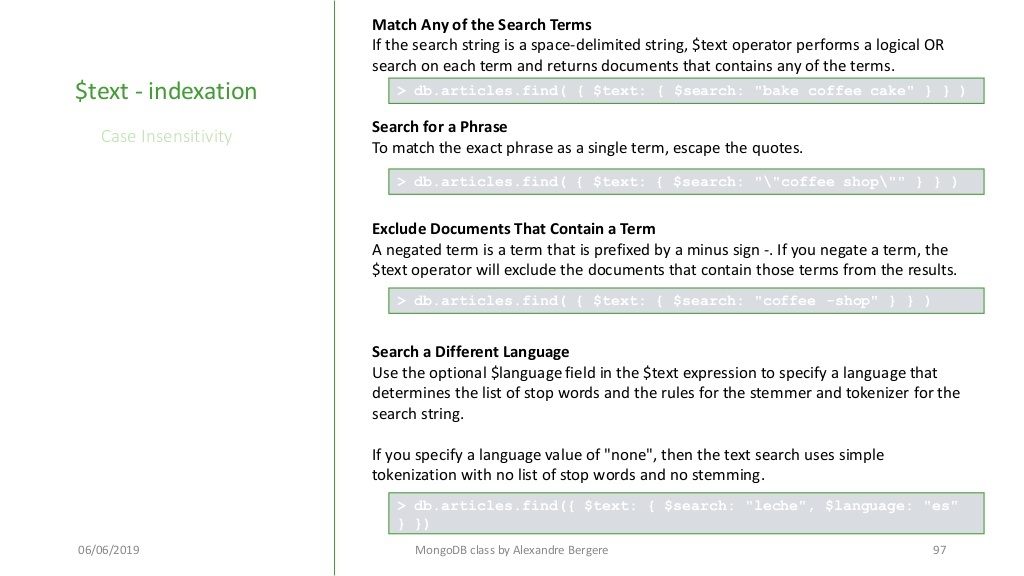 $text - indexation
Case Insensitivity
Match Any of the Search Terms
If the search string is a space-delimited string, $text operator performs a logical OR
search on each term and returns documents that contains any of the terms.
> db.articles.find( { $text: { $search: "bake coffee cake" } } )
Search for a Phrase
To match the exact phrase as a single term, escape the quotes.
> db.articles.find( { $text: { $search: "\"coffee shop\"" } } )
Exclude Documents That Contain a Term
A negated term is a term that is prefixed by a minus sign -. If you negate a term, the
$text operator will exclude the documents that contain those terms from the results.
> db.articles.find( { $text: { $search: "coffee -shop" } } )
Search a Different Language
Use the optional $language field in the $text expression to specify a language that
determines the list of stop words and the rules for the stemmer and tokenizer for the
search string.
If you specify a language value of "none", then the text search uses simple
tokenization with no list of stop words and no stemming.
> db.articles.find({ $text: { $search: "leche", $language: "es"
} })
06/06/2019
MongoDB class by Alexandre Bergere
97